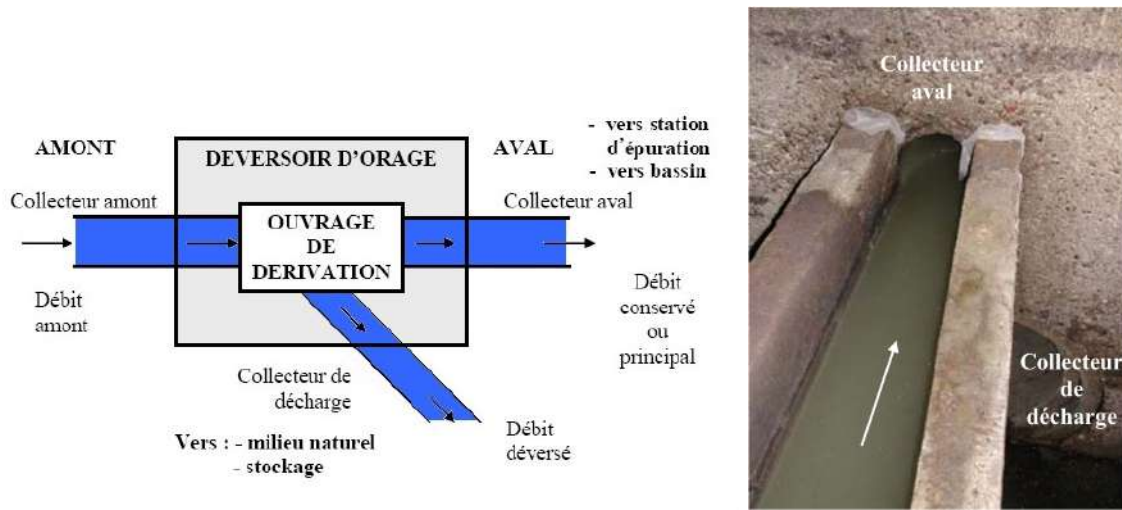 AMONT
DEVERSOIR D'ORAGE
AVAL
- vers station
d'épuration
- vers bassin
Collecteur amont
Collecteur aval
OUVRAGE
DE
DERIVATION
Débit
amont
Débit
conservé
ou
principal
Collecteur de
décharge
Vers : - milieu naturel
- stockage
Débit
déversé
Collecteur
aval
Collecteur
de
décharge